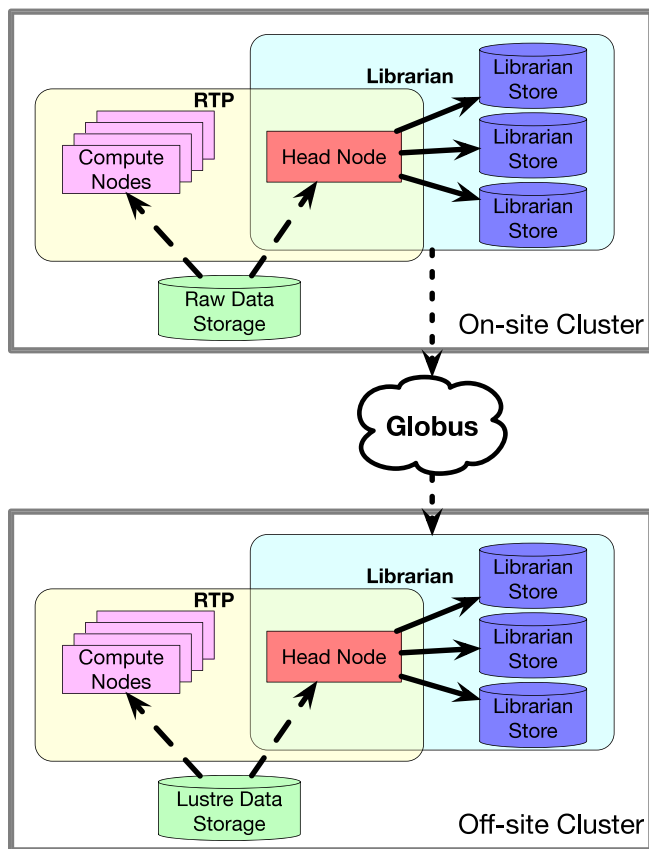 Librarian
Librarian
Store
RTP
Compute
Nodes
Head Node
Librarian
Store
Librarian
Store
Raw Data
Storage
On-site Cluster
Globus
Librarian
Librarian
Store
RTP
Compute
Nodes
Head Node
Librarian
Store
Librarian
Store
Lustre Data
Storage
Off-site Cluster